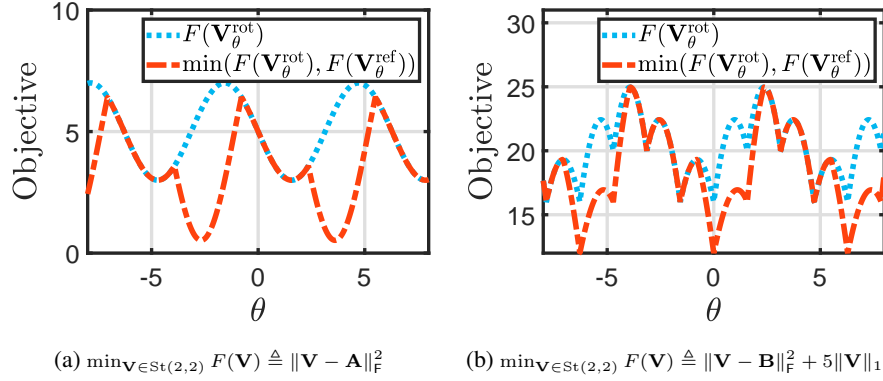 10
5
0
Objective
-5 0 5
θ
F(V_θ^rot)
min(F(V_θ^rot), F(V_θ^ref))
30
25
20
15
Objective
-5 0 5
θ
F(V_θ^rot)
min(F(V_θ^rot), F(V_θ^ref))
(a) min_{V∈St(2,2)} F(V) ≜ ‖V − A‖_F^2
(b) min_{V∈St(2,2)} F(V) ≜ ‖V − B‖_F^2 + 5‖V‖_1